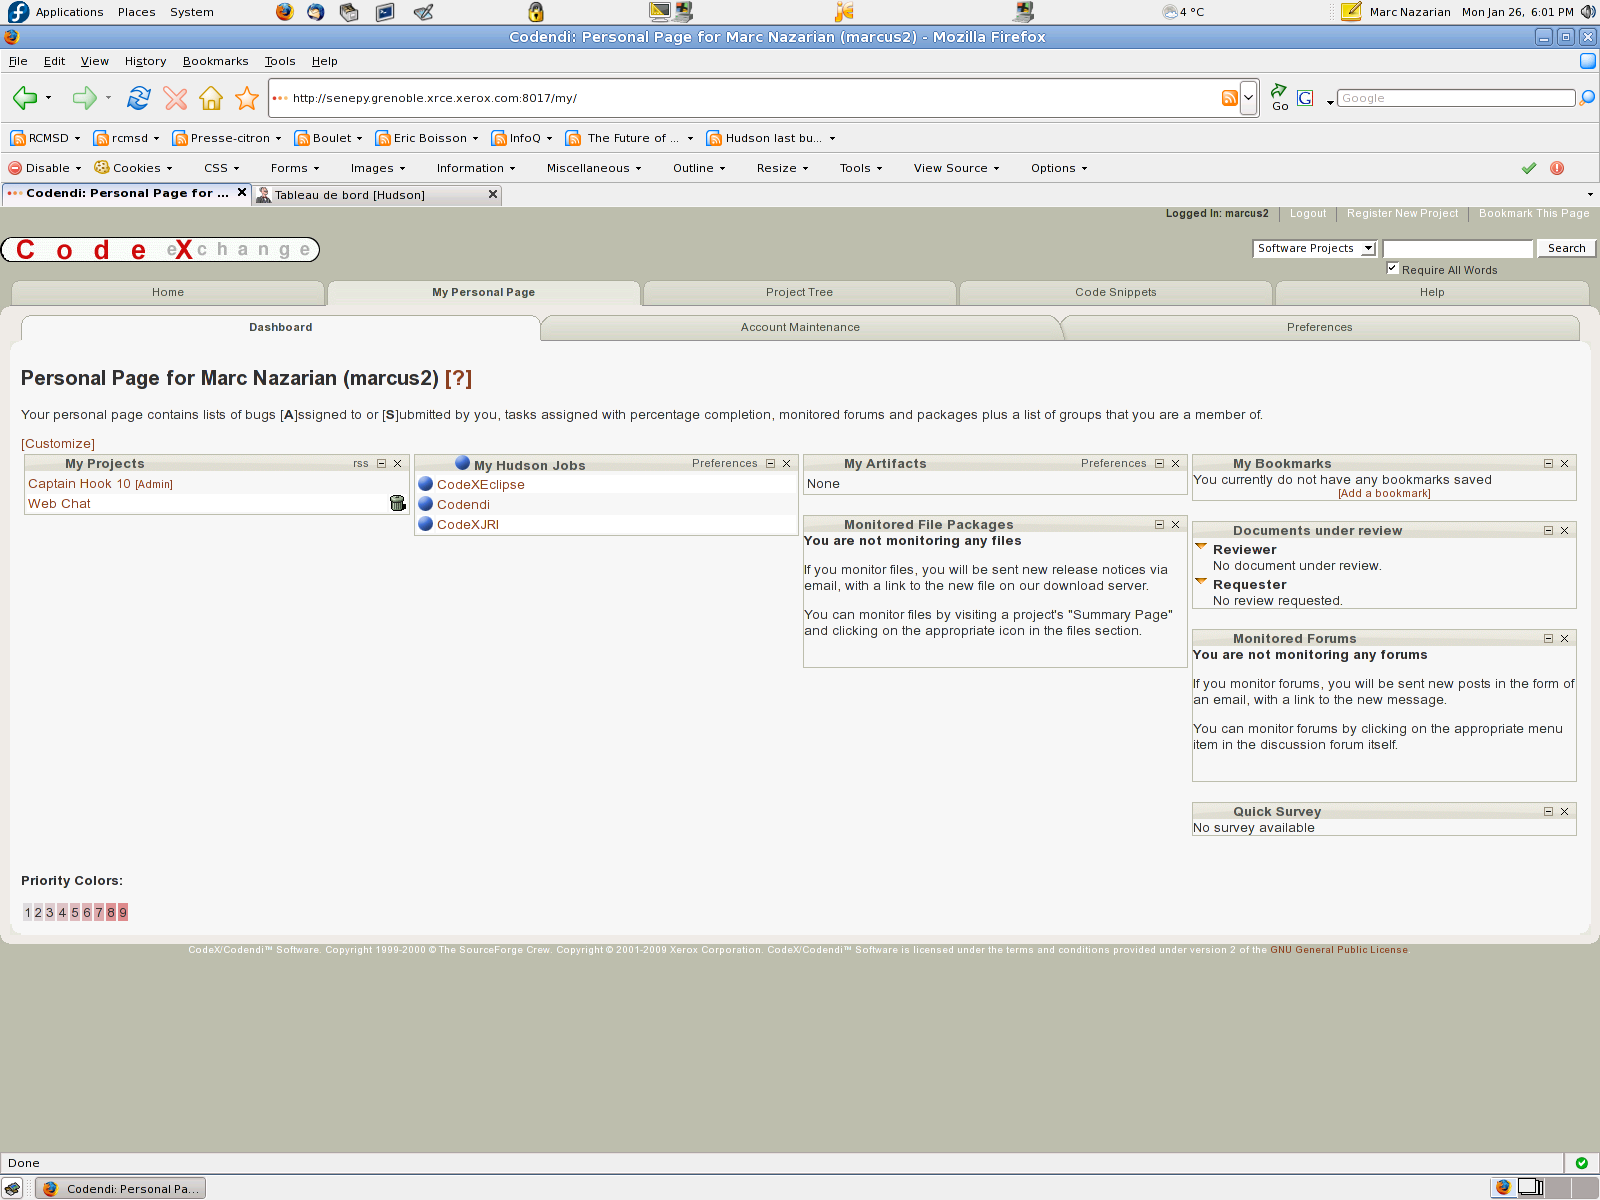 Applications Places System
4 °C
Marc Nazarian Mon Jan 26, 6:01 PM
Codendi: Personal Page for Marc Nazarian (marcus2) - Mozilla Firefox
File Edit View History Bookmarks Tools Help
http://senepy.grenoble.xrce.xerox.com:8017/my/
Go
G
Google
RCMSD rcmsd Presse-citron Boulet Eric Boisson InfoQ The Future of ... Hudson last bu...
Disable Cookies CSS Forms Images Information Miscellaneous Outline Resize Tools View Source Options
Codendi: Personal Page for ... Tableau de bord [Hudson]
Logged In: marcus2 Logout Register New Project Bookmark This Page
Code eXchange
Software Projects Search
Require All Words
Home My Personal Page Project Tree Code Snippets Help
Dashboard Account Maintenance Preferences
Personal Page for Marc Nazarian (marcus2) [?]
Your personal page contains lists of bugs [A]ssigned to or [S]ubmitted by you, tasks assigned with percentage completion, monitored forums and packages plus a list of groups that you are a member of.
[Customize]
My Projects rss
Captain Hook 10 [Admin]
Web Chat
My Hudson Jobs Preferences
CodeXEclipse
Codendi
CodeXJRI
My Artifacts Preferences
None
Monitored File Packages
You are not monitoring any files
If you monitor files, you will be sent new release notices via
email, with a link to the new file on our download server.
You can monitor files by visiting a project's "Summary Page"
and clicking on the appropriate icon in the files section.
My Bookmarks
You currently do not have any bookmarks saved
[Add a bookmark]
Documents under review
Reviewer
No document under review.
Requester
No review requested.
Monitored Forums
You are not monitoring any forums
If you monitor forums, you will be sent new posts in the form of
an email, with a link to the new message.
You can monitor forums by clicking on the appropriate menu
item in the discussion forum itself.
Quick Survey
No survey available
Priority Colors:
1 2 3 4 5 6 7 8 9
CodeX/Codendi™ Software. Copyright 1999-2000 © The SourceForge Crew. Copyright © 2001-2009 Xerox Corporation. CodeX/Codendi™ Software is licensed under the terms and conditions provided under version 2 of the GNU General Public License
Done
Codendi: Personal Pa...